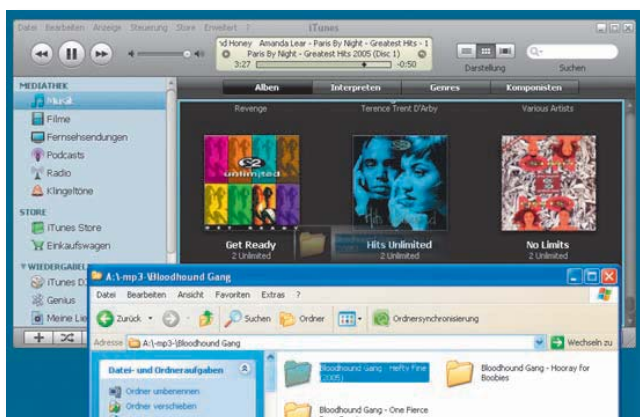 Datei Bearbeiten Anzeige Steuerung Store Erweitert ?
iTunes
d Honey Amanda Lear - Paris By Night - Greatest Hits - 1
Paris By Night - Greatest Hits 2005 (Disc 1)
3:27 -0:50
Darstellung Suchen
MEDIATHEK
Musik
Filme
Fernsehsendungen
Podcasts
Radio
Klingeltöne
STORE
iTunes Store
Einkaufswagen
iTunes D
Genius
Meine Lie
Alben Interpreten Genres Komponisten
Revenge Terence Trent D'Arby Various Artists
2 unlimited
Get Ready
2 Unlimited
Hits Unlimited
2 Unlimited
No Limits
2 Unlimited
A:\-mp3-\Bloodhound Gang
Datei Bearbeiten Ansicht Favoriten Extras ?
Zurück Suchen Ordner Ordnersynchronisierung
Adresse A:\-mp3-\Bloodhound Gang Wechseln zu
Datei- und Ordneraufgaben
Ordner umbenennen
Ordner verschieben
Bloodhound Gang - Hefty Fine
(2005)
Bloodhound Gang - Hooray for
Boobies
Bloodhound Gang - One Fierce